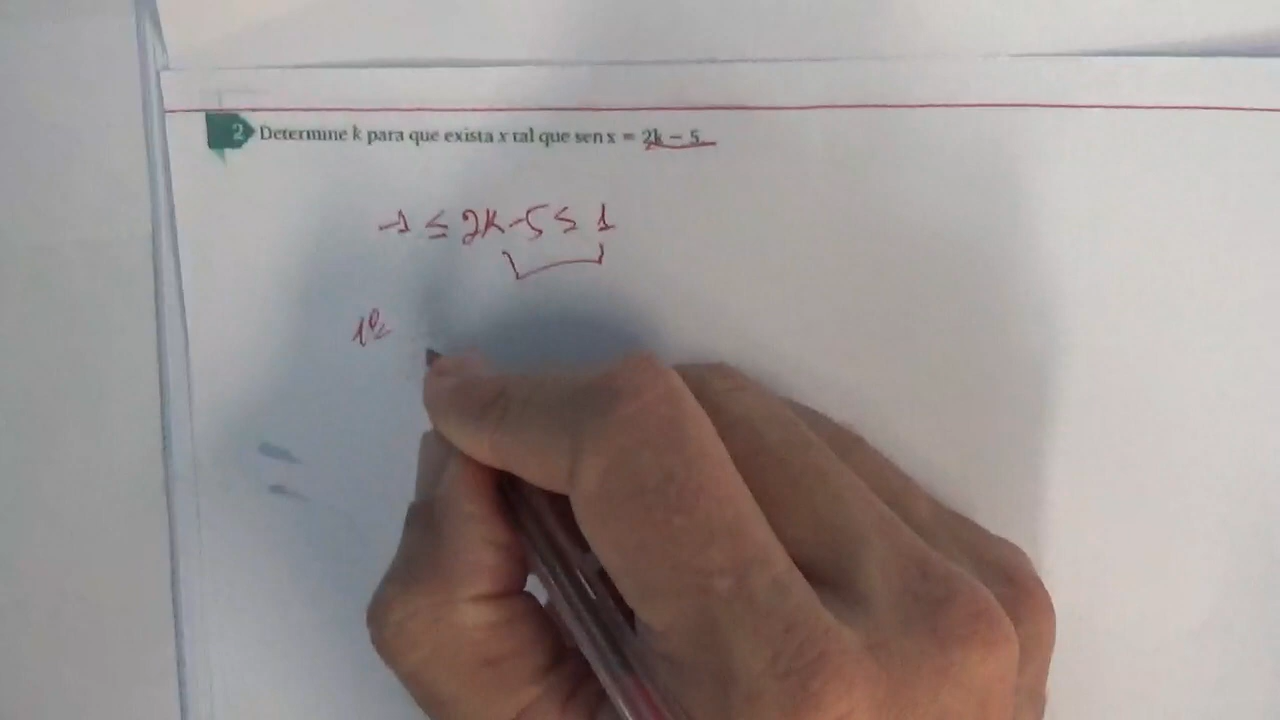 2 Determine k para que exista x tal que sen x = 2k – 5.
-1 ≤ 2k-5 ≤ 1
1º